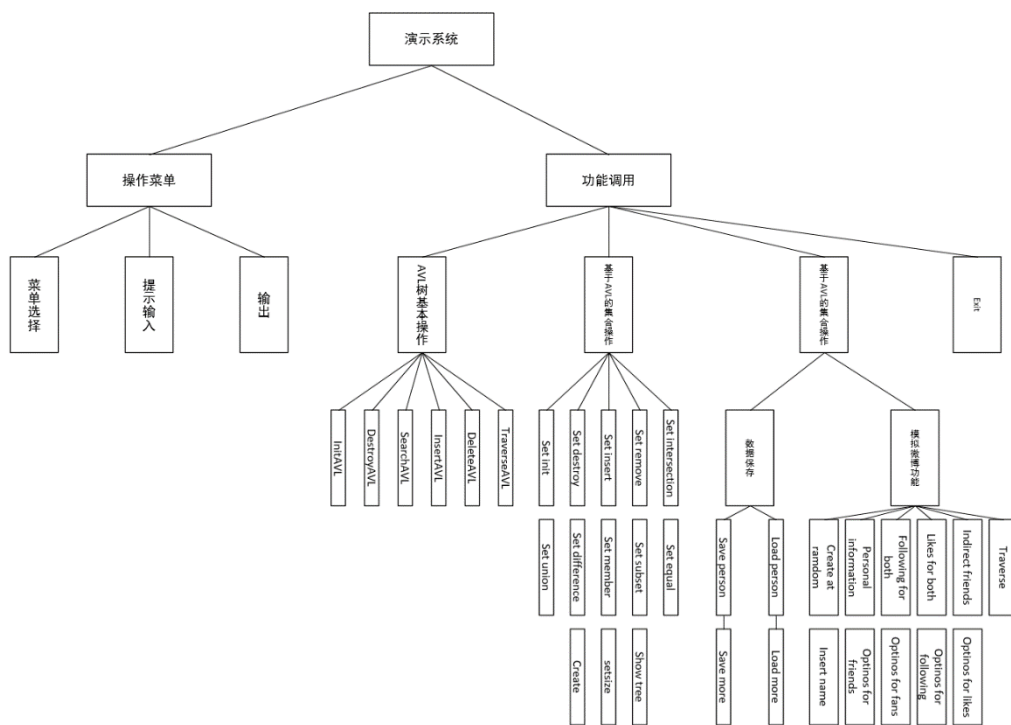 演示系统
操作菜单
功能调用
菜单选择
提示输入
输出
AVL树基本操作
基于AVL的集合操作
基于AVL的集合操作
Exit
InitAVL
DestroyAVL
SearchAVL
InsertAVL
DeleteAVL
TraverseAVL
Set init
Set destroy
Set insert
Set remove
Set intersection
数据保存
模拟微博功能
Set union
Set difference
Set member
Set subset
Set equal
Save person
Load person
Create at
ramdom
Personal
information
Following for
both
Likes for both
Indirect friends
Traverse
Create
setsize
Show tree
Save more
Load more
Insert name
Optinos for
friends
Optinos for fans
Optinos for
following
Optinos for likes